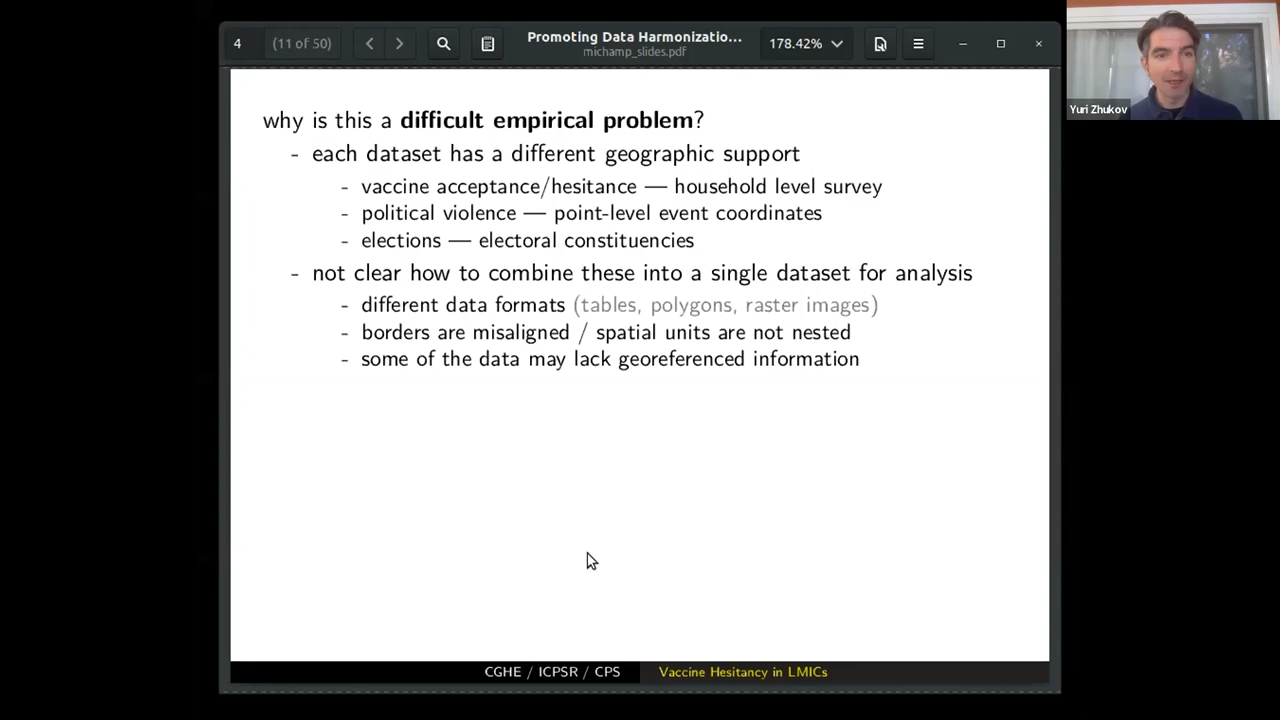 4 (11 of 50) Promoting Data Harmonizatio... 178.42%
michamp_slides.pdf
Yuri Zhukov
why is this a difficult empirical problem?
- each dataset has a different geographic support
- vaccine acceptance/hesitance — household level survey
- political violence — point-level event coordinates
- elections — electoral constituencies
- not clear how to combine these into a single dataset for analysis
- different data formats (tables, polygons, raster images)
- borders are misaligned / spatial units are not nested
- some of the data may lack georeferenced information
CGHE / ICPSR / CPS Vaccine Hesitancy in LMICs